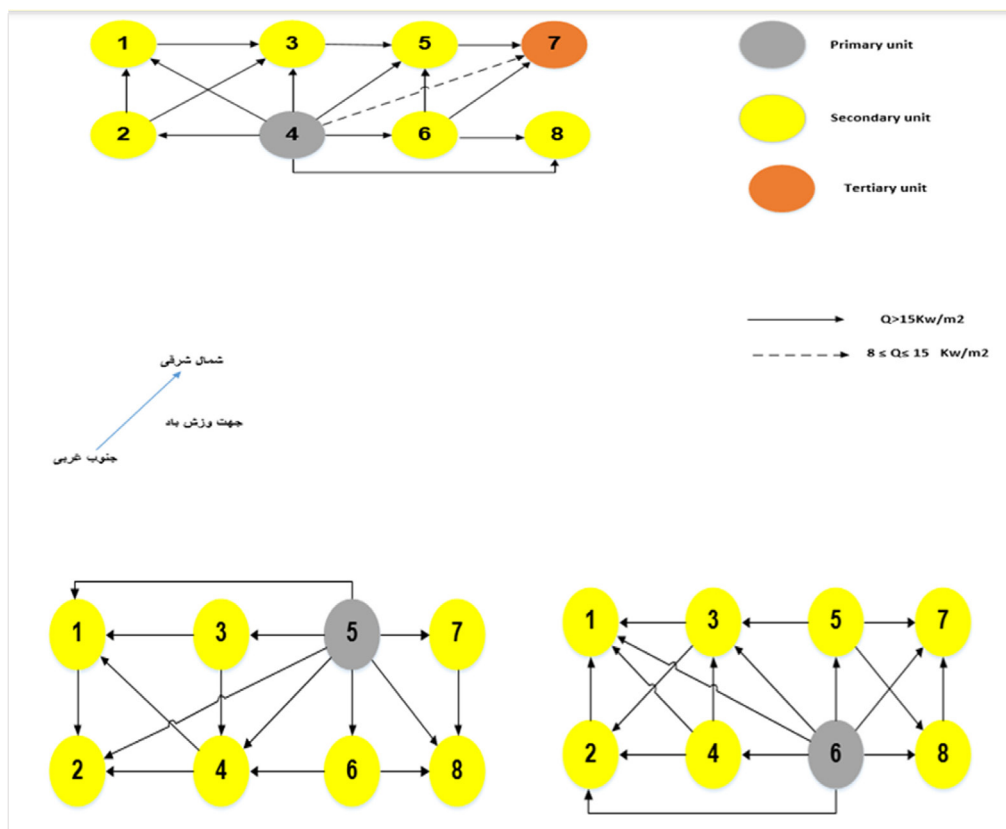 1 3 5 7
2 4 6 8
Primary unit
Secondary unit
Tertiary unit
Q>15Kw/m2
8 ≤ Q≤ 15 Kw/m2
شمال شرقی
جهت وزش باد
جنوب غربی
1 3 5 7
2 4 6 8
1 3 5 7
2 4 6 8